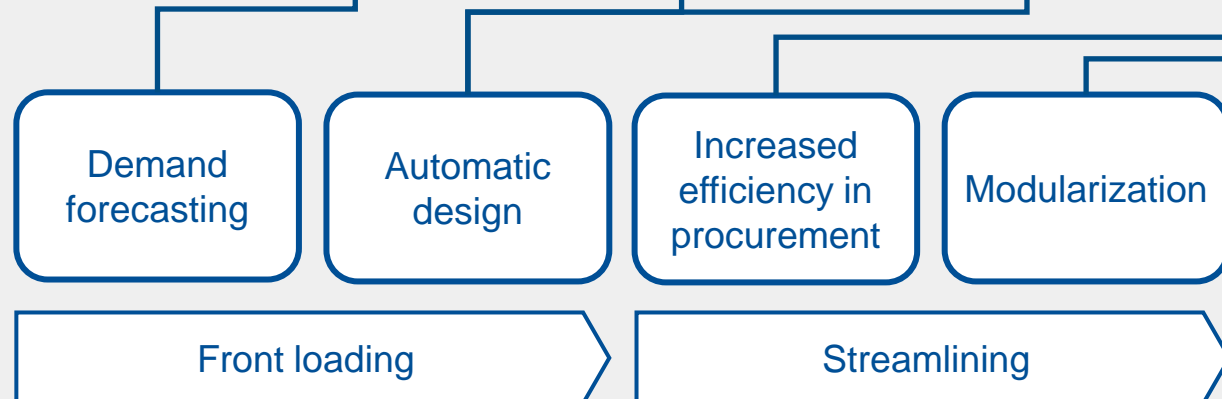 Demand
forecasting
Automatic
design
Increased
efficiency in
procurement
Modularization
Front loading
Streamlining